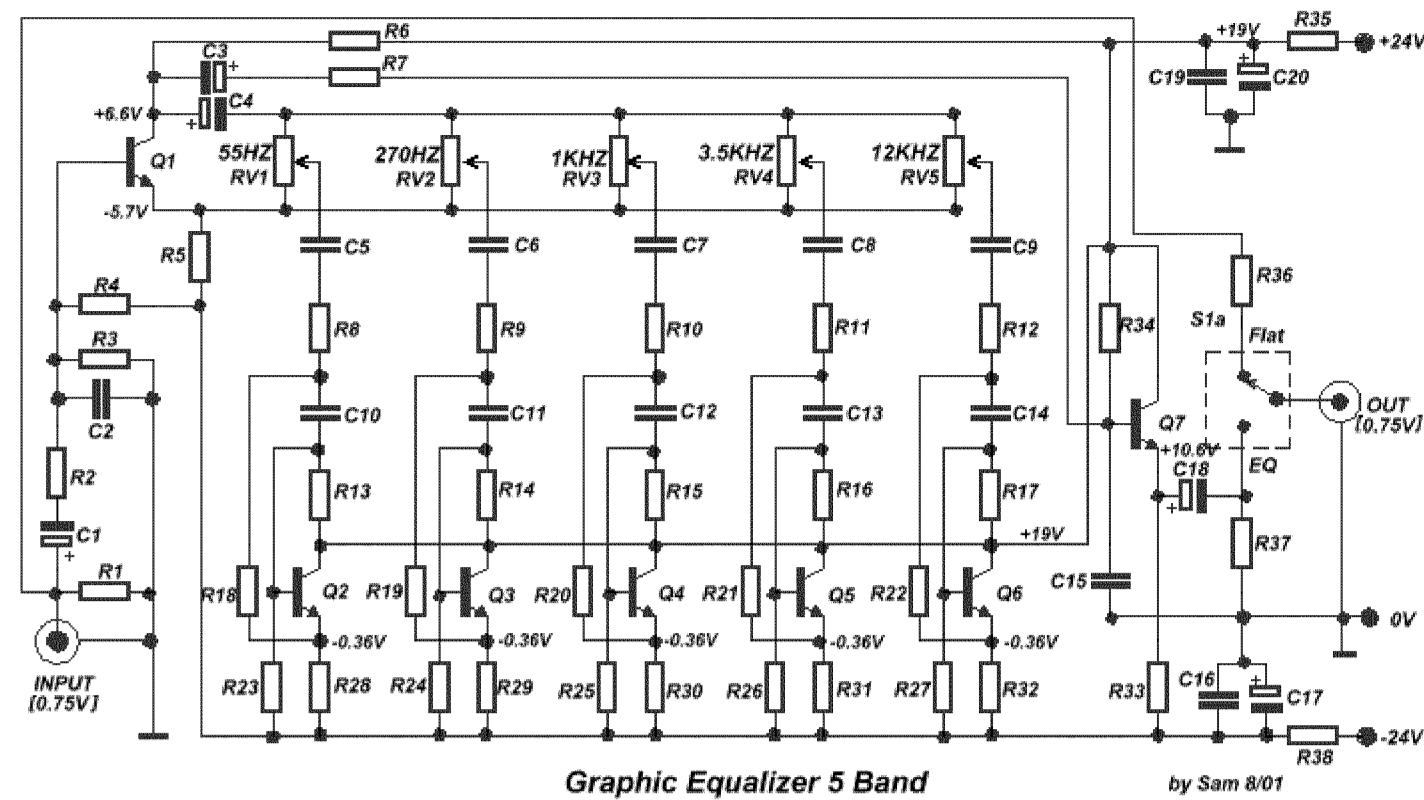 R6
R35
+19V
+24V
C3
+
R7
C19
+
C20
C4
+
+6.6V
Q1
55HZ
RV1
270HZ
RV2
1KHZ
RV3
3.5KHZ
RV4
12KHZ
RV5
-5.7V
R5
C5
C6
C7
C8
C9
R36
R4
R8
R9
R10
R11
R12
R34
S1a
Flat
R3
C10
C11
C12
C13
C14
Q7
OUT
[0.75V]
C2
+10.6V
C18
+
EQ
R2
R13
R14
R15
R16
R17
R37
C1
+
+19V
R1
R18
Q2
R19
Q3
R20
Q4
R21
Q5
R22
Q6
C15
0V
-0.36V
-0.36V
-0.36V
-0.36V
-0.36V
INPUT
[0.75V]
R23
R28
R24
R29
R25
R30
R26
R31
R27
R32
R33
C16
+
C17
-24V
R38
Graphic Equalizer 5 Band
by Sam 8/01